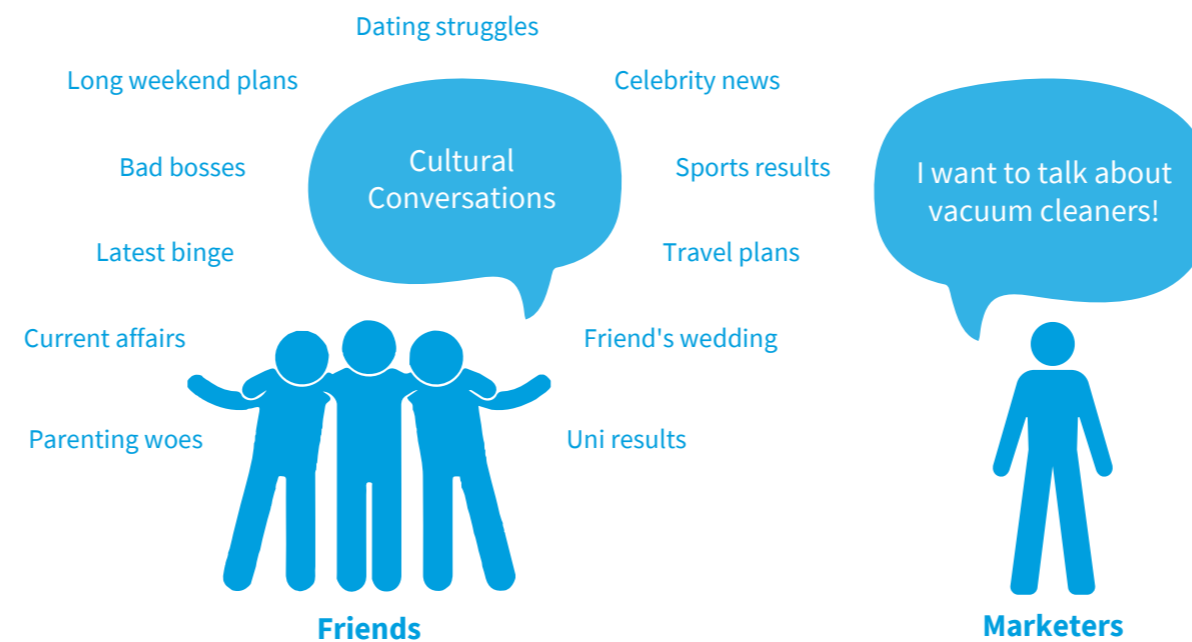 Dating struggles
Long weekend plans
Celebrity news
Cultural
Conversations
I want to talk about
vacuum cleaners!
Bad bosses
Sports results
Latest binge
Travel plans
Current affairs
Friend's wedding
Parenting woes
Uni results
Friends
Marketers